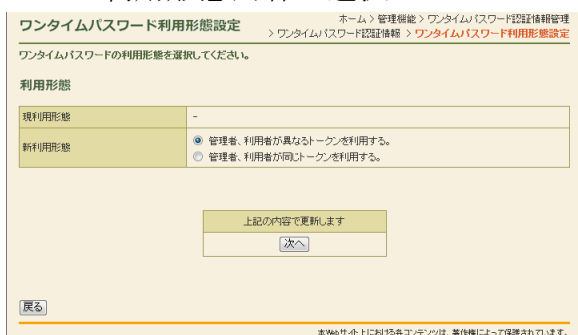 ワンタイムパスワード利用形態設定
ホーム > 管理機能 > ワンタイムパスワード認証情報管理
> ワンタイムパスワード認証情報 > ワンタイムパスワード利用形態設定
ワンタイムパスワードの利用形態を選択してください。
利用形態
現利用形態 -
新利用形態
管理者、利用者が異なるトークンを利用する。
管理者、利用者が同じトークンを利用する。
上記の内容で更新します
次へ
戻る
本Webサイトにおける各コンテンツは、著作権によって保護されています。